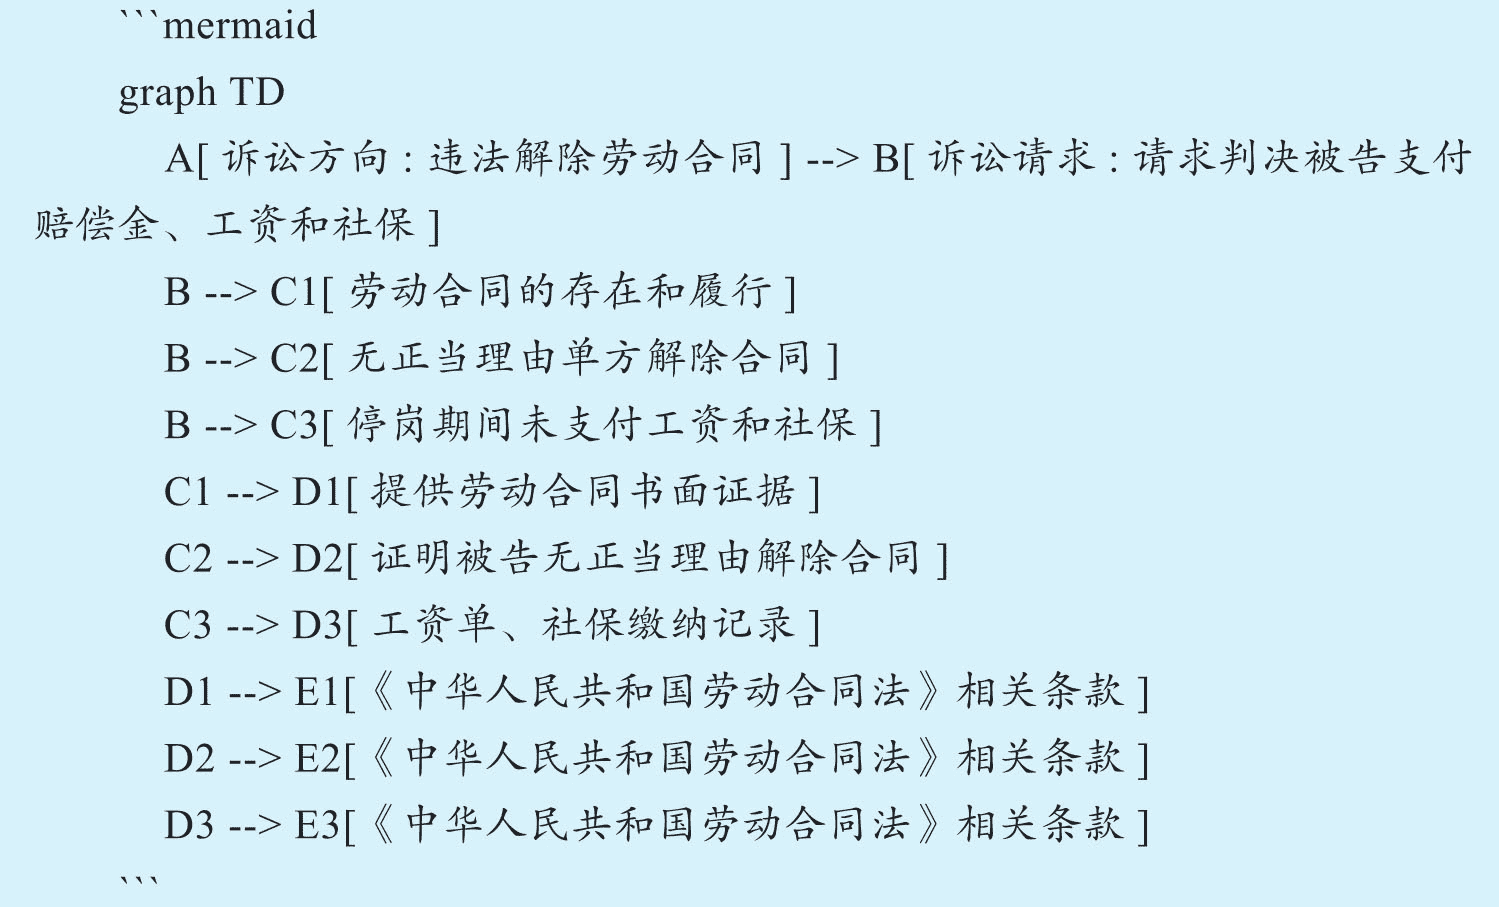 ```mermaid
graph TD
A[ 诉讼方向：违法解除劳动合同 ] --> B[ 诉讼请求：请求判决被告支付
赔偿金、工资和社保 ]
B --> C1[ 劳动合同的存在和履行 ]
B --> C2[ 无正当理由单方解除合同 ]
B --> C3[ 停岗期间未支付工资和社保 ]
C1 --> D1[ 提供劳动合同书面证据 ]
C2 --> D2[ 证明被告无正当理由解除合同 ]
C3 --> D3[ 工资单、社保缴纳记录 ]
D1 --> E1[《中华人民共和国劳动合同法》相关条款 ]
D2 --> E2[《中华人民共和国劳动合同法》相关条款 ]
D3 --> E3[《中华人民共和国劳动合同法》相关条款 ]
```